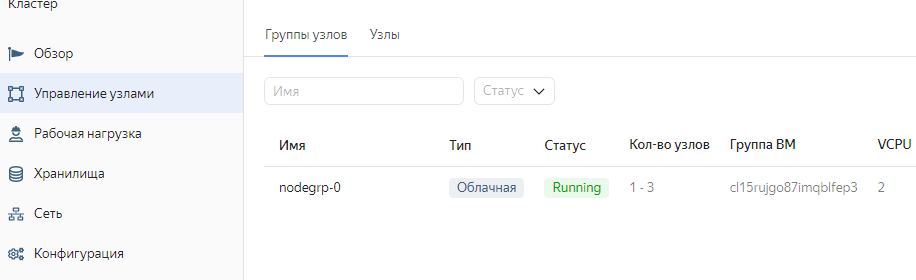 Кластер
Обзор
Управление узлами
Рабочая нагрузка
Хранилища
Сеть
Конфигурация
Группы узлов Узлы
Имя Статус
Имя Тип Статус Кол-во узлов Группа ВМ VCPU
nodegrp-0 Облачная Running 1 - 3 cl15rujgo87imqblfep3 2